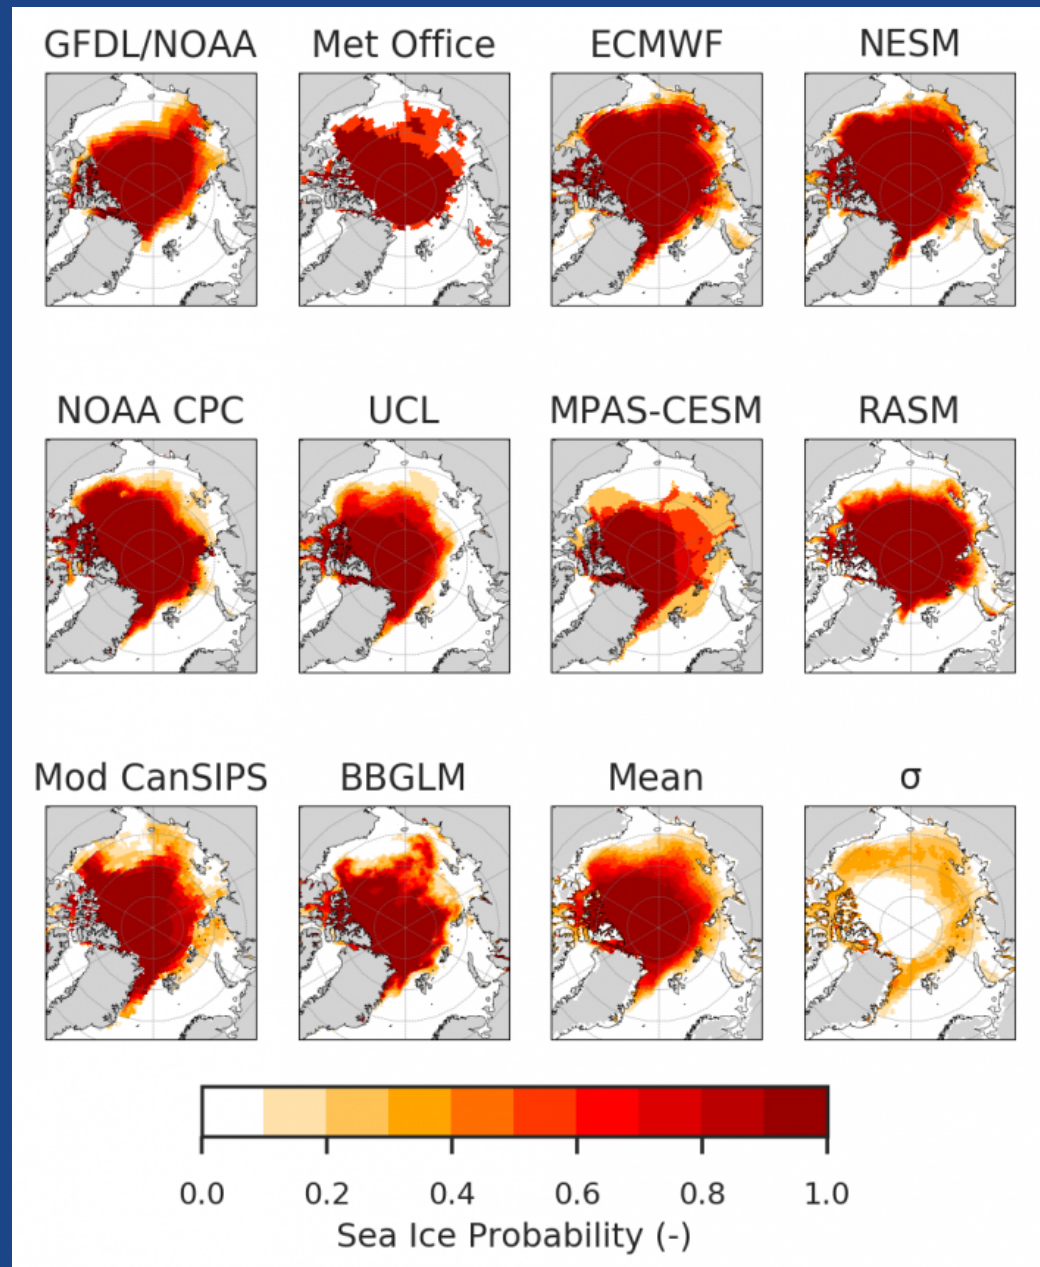 GFDL/NOAA Met Office ECMWF NESM
NOAA CPC UCL MPAS-CESM RASM
Mod CanSIPS BBGLM Mean σ
0.0 0.2 0.4 0.6 0.8 1.0
Sea Ice Probability (-)